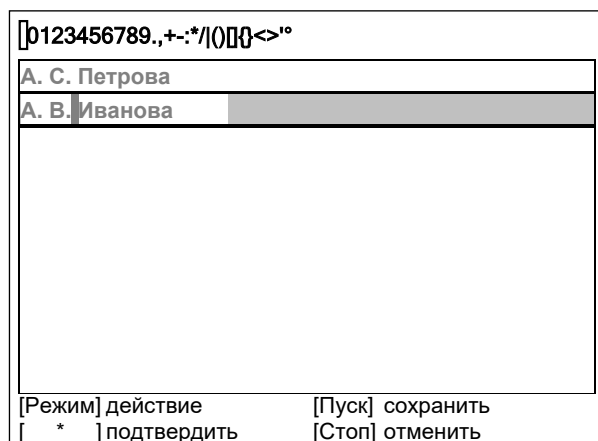 0123456789.,+-:*/|()[]{}<>'°
А. С. Петрова
А. В. Иванова
[Режим] действие [Пуск] сохранить
[ * ] подтвердить [Стоп] отменить